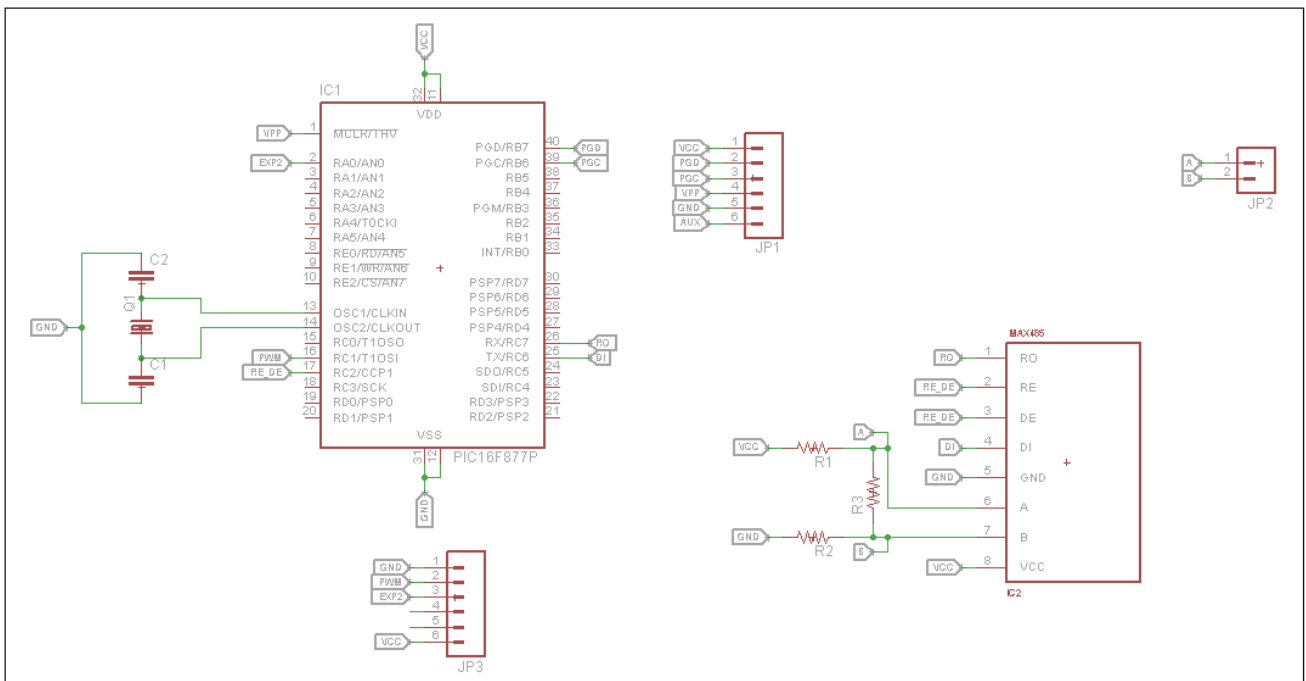 VCC
IC1
32 11
VDD
VPP 1 MCLR/THV
EXP2 2 RA0/AN0
3 RA1/AN1
4 RA2/AN2
5 RA3/AN3
6 RA4/TOCKI
7 RA5/AN4
8 RE0/RD/AN5
9 RE1/WR/AN6
10 RE2/CS/AN7
13 OSC1/CLKIN
14 OSC2/CLKOUT
15 RC0/T1OSO
PWM 16 RC1/T1OSI
RE_DE 17 RC2/CCP1
18 RC3/SCK
19 RD0/PSP0
20 RD1/PSP1
PGD/RB7 40 PGD
PGC/RB6 39 PGC
RB5 38
RB4 37
PGM/RB3 36
RB2 35
RB1 34
INT/RB0 33
PSP7/RD7 30
PSP6/RD6 29
PSP5/RD5 28
PSP4/RD4 27
RX/RC7 26 RO
TX/RC6 25 DI
SDO/RC5 24
SDI/RC4 23
RD3/PSP3 22
RD2/PSP2 21
VSS
31 12
PIC16F877P
GND
C2
Q1
GND
C1
VCC 1
PGD 2
PGC 3
VPP 4
GND 5
AUX 6
JP1
A 1
B 2
JP2
MAX485
RO 1 RO
RE_DE 2 RE
RE_DE 3 DE
DI 4 DI
GND 5 GND
6 A
7 B
VCC 8 VCC
IC2
A
VCC R1
R3
GND R2
B
GND 1
PWM 2
EXP2 3
4
5
VCC 6
JP3